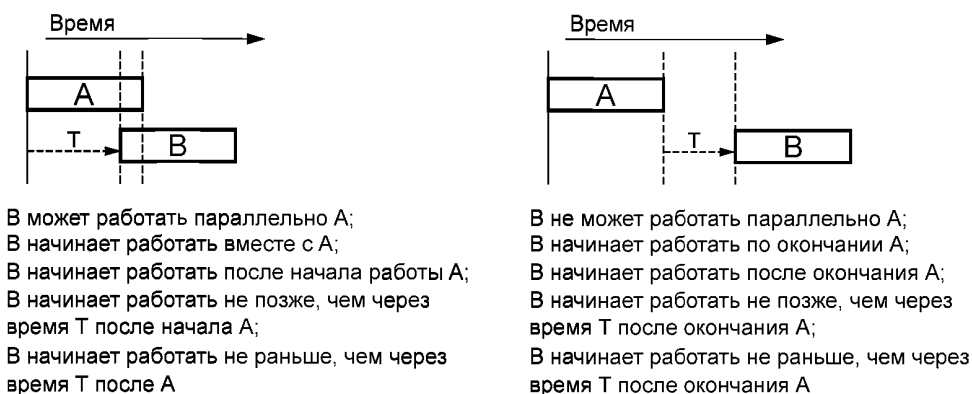 Время
А
Т
В
В может работать параллельно А;
В начинает работать вместе с А;
В начинает работать после начала работы А;
В начинает работать не позже, чем через
время Т после начала А;
В начинает работать не раньше, чем через
время Т после А
Время
А
Т
В
В не может работать параллельно А;
В начинает работать по окончании А;
В начинает работать после окончания А;
В начинает работать не позже, чем через
время Т после окончания А;
В начинает работать не раньше, чем через
время Т после окончания А